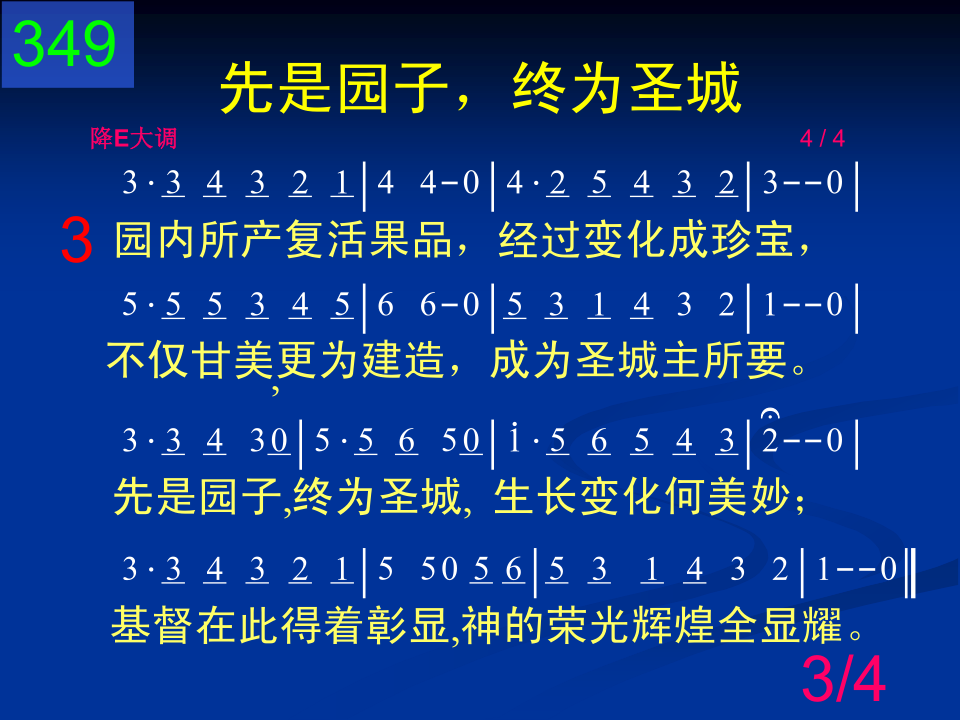 349
先是园子，终为圣城
降E大调 4 / 4
3·3 4 3 2 1|4 4-0|4·2 5 4 3 2|3--0|
3 园内所产复活果品，经过变化成珍宝，
5·5 5 3 4 5|6 6-0|5 3 1 4 3 2|1--0|
不仅甘美，更为建造，成为圣城主所要。
3·3 4 30|5·5 6 50|i·5 6 5 4 3|2--0|
先是园子,终为圣城, 生长变化何美妙；
3·3 4 3 2 1|5 50 5 6|5 3 1 4 3 2|1--0‖
基督在此得着彰显,神的荣光辉煌全显耀。
3/4